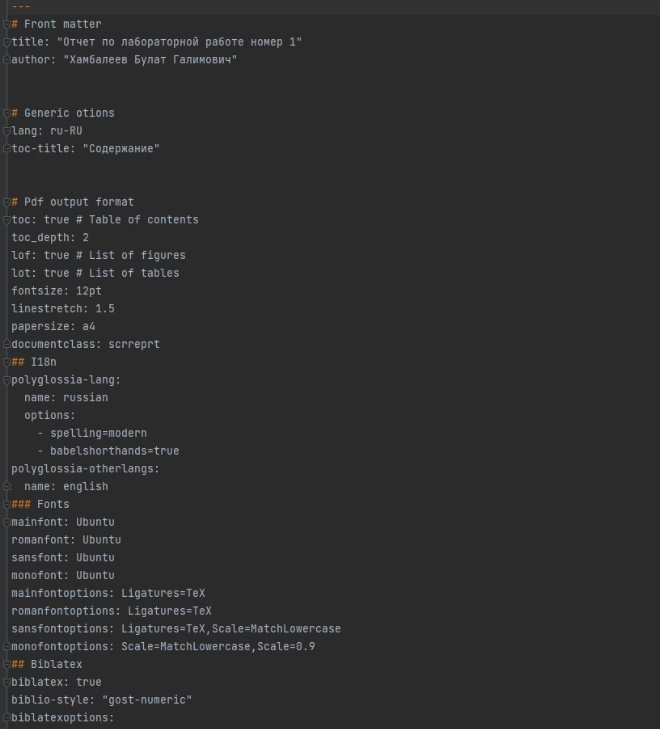 ---
# Front matter
title: "Отчет по лабораторной работе номер 1"
author: "Хамбалеев Булат Галимович"
# Generic otions
lang: ru-RU
toc-title: "Содержание"
# Pdf output format
toc: true # Table of contents
toc_depth: 2
lof: true # List of figures
lot: true # List of tables
fontsize: 12pt
linestretch: 1.5
papersize: a4
documentclass: scrreprt
## I18n
polyglossia-lang:
  name: russian
  options:
    - spelling=modern
    - babelshorthands=true
polyglossia-otherlangs:
  name: english
### Fonts
mainfont: Ubuntu
romanfont: Ubuntu
sansfont: Ubuntu
monofont: Ubuntu
mainfontoptions: Ligatures=TeX
romanfontoptions: Ligatures=TeX
sansfontoptions: Ligatures=TeX,Scale=MatchLowercase
monofontoptions: Scale=MatchLowercase,Scale=0.9
## Biblatex
biblatex: true
biblio-style: "gost-numeric"
biblatexoptions: